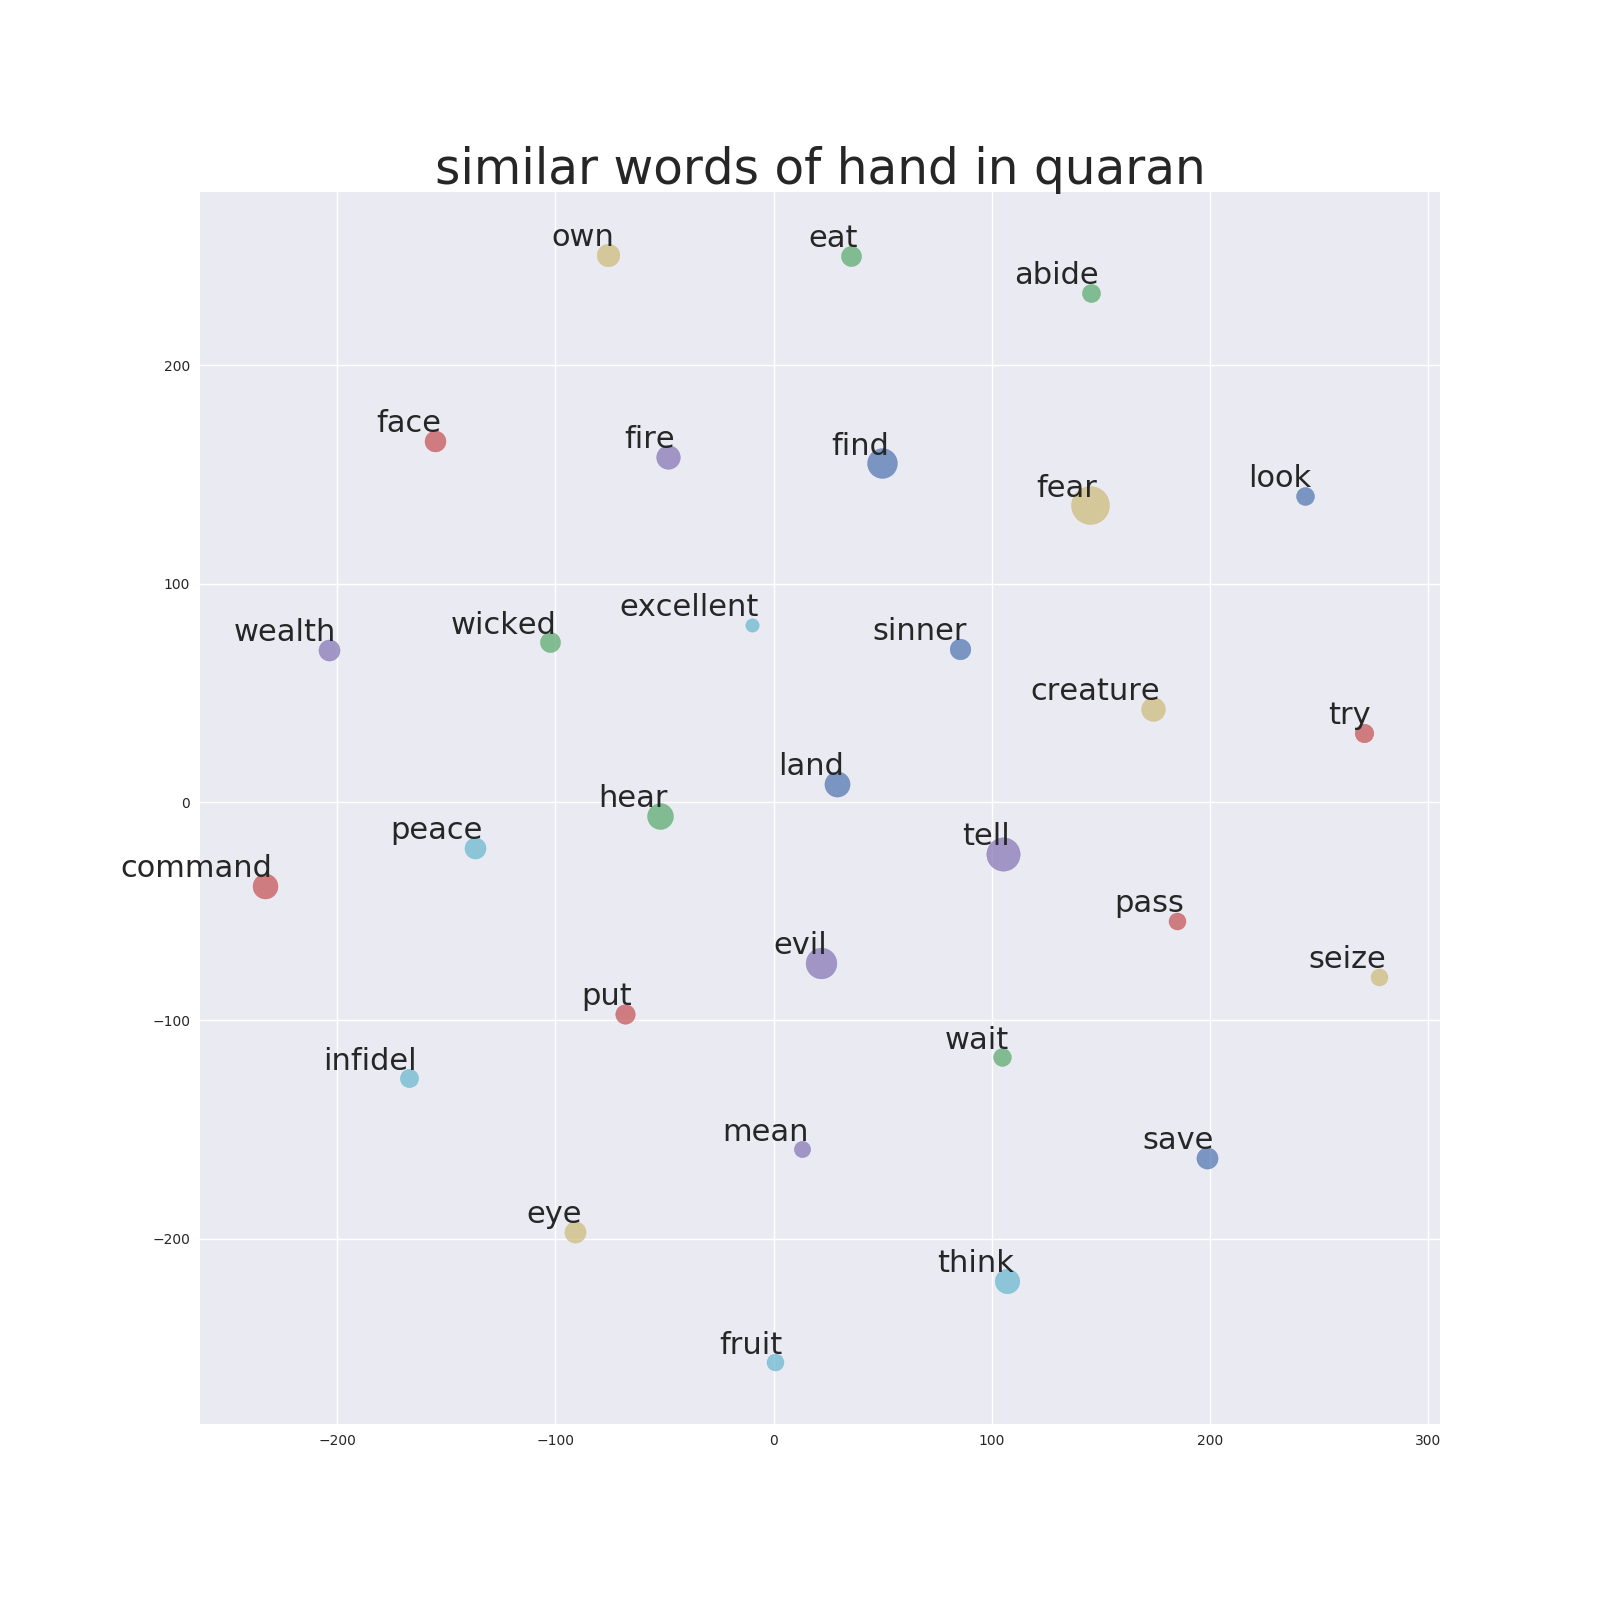 similar words of hand in quaran
own
eat
abide
200
face
fire
find
look
fear
100
excellent
wicked
wealth
sinner
creature
try
land
hear
0
peace
tell
command
pass
evil
seize
put
−100
wait
infidel
mean
save
eye
−200
think
fruit
−200 −100 0 100 200 300